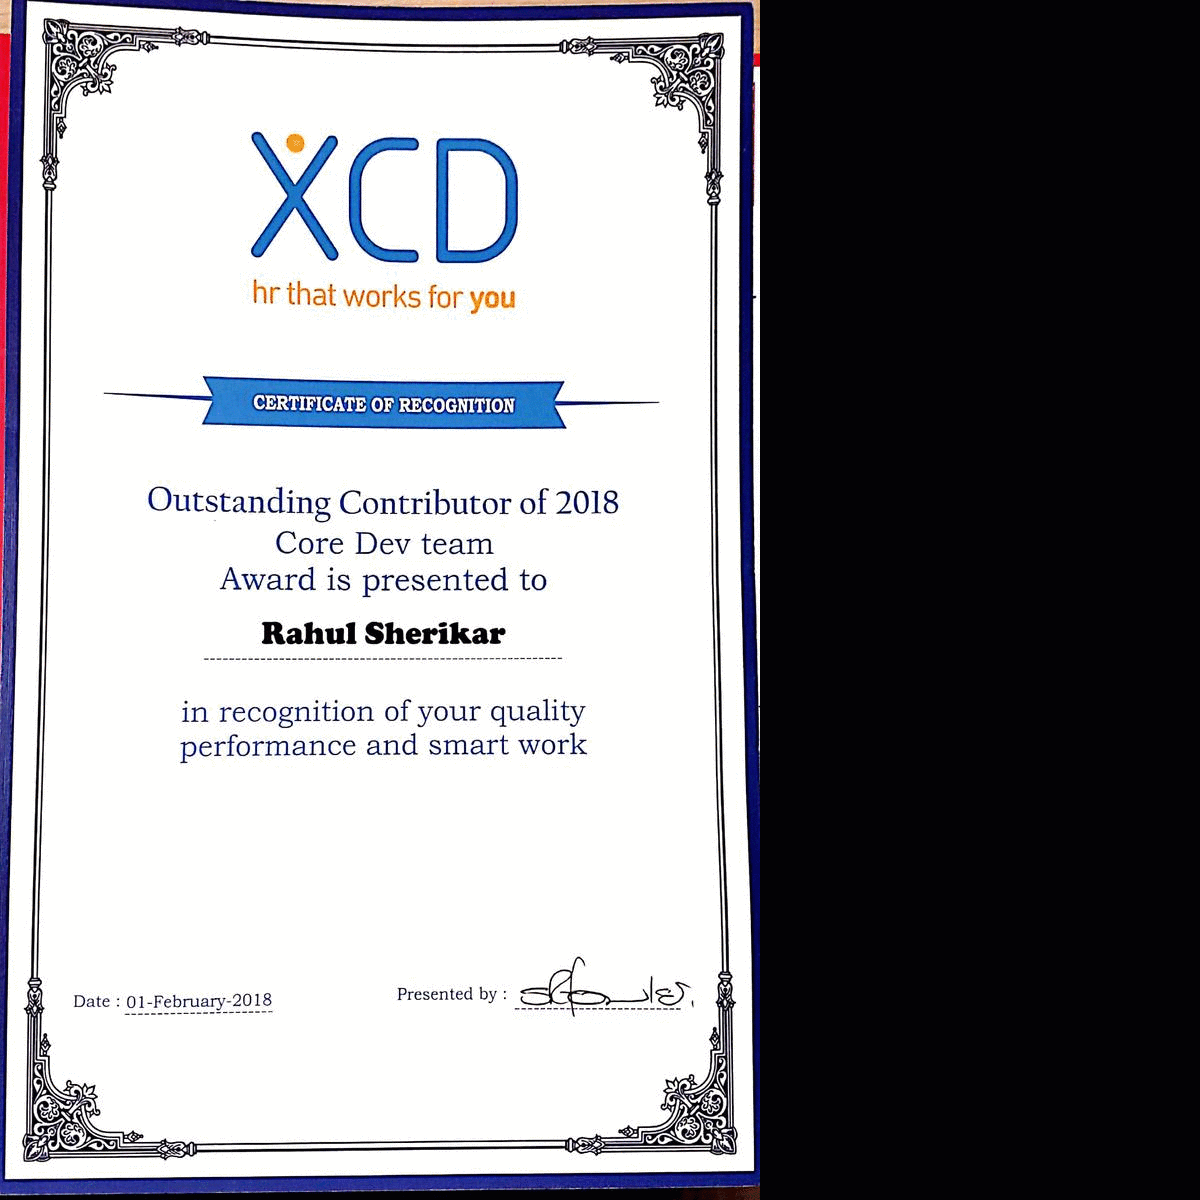 XCD
hr that works for you
CERTIFICATE OF RECOGNITION
Outstanding Contributor of 2018
Core Dev team
Award is presented to
Rahul Sherikar
in recognition of your quality
performance and smart work
Date : 01-February-2018
Presented by :